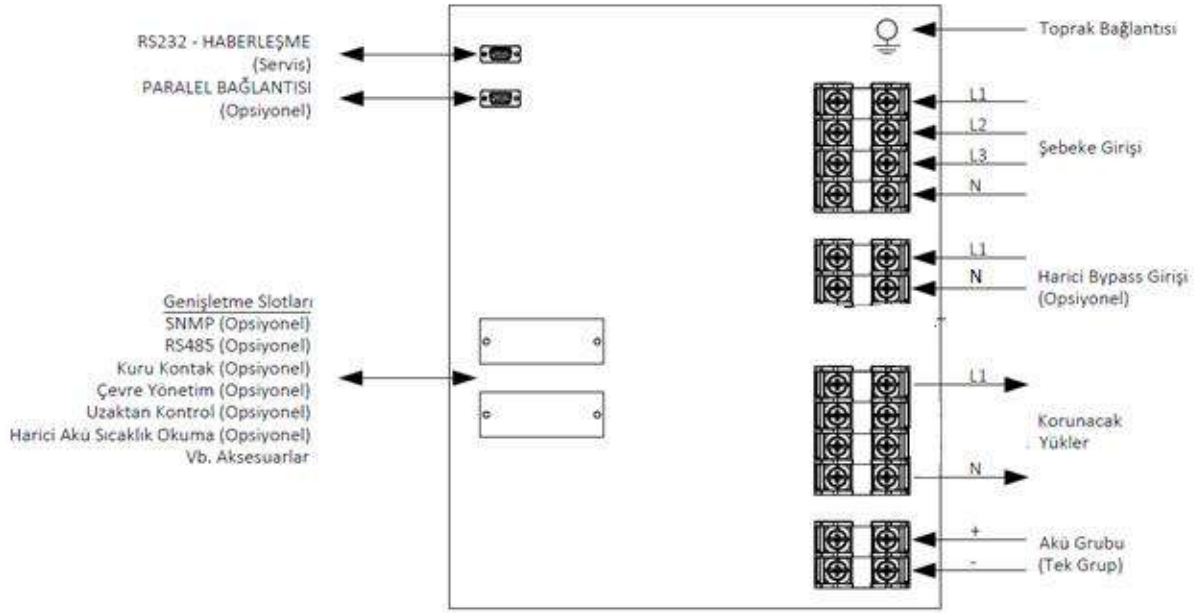 RS232 - HABERLEŞME
(Servis)
PARALEL BAĞLANTISI
(Opsiyonel)
Genişletme Slotları
SNMP (Opsiyonel)
RS485 (Opsiyonel)
Kuru Kontak (Opsiyonel)
Çevre Yönetim (Opsiyonel)
Uzaktan Kontrol (Opsiyonel)
Harici Akü Sıcaklık Okuma (Opsiyonel)
Vb. Aksesuarlar
Toprak Bağlantısı
L1
L2
L3
N
Şebeke Girişi
L1
N
Harici Bypass Girişi
(Opsiyonel)
L1
N
Korunacak
Yükler
+
-
Akü Grubu
(Tek Grup)